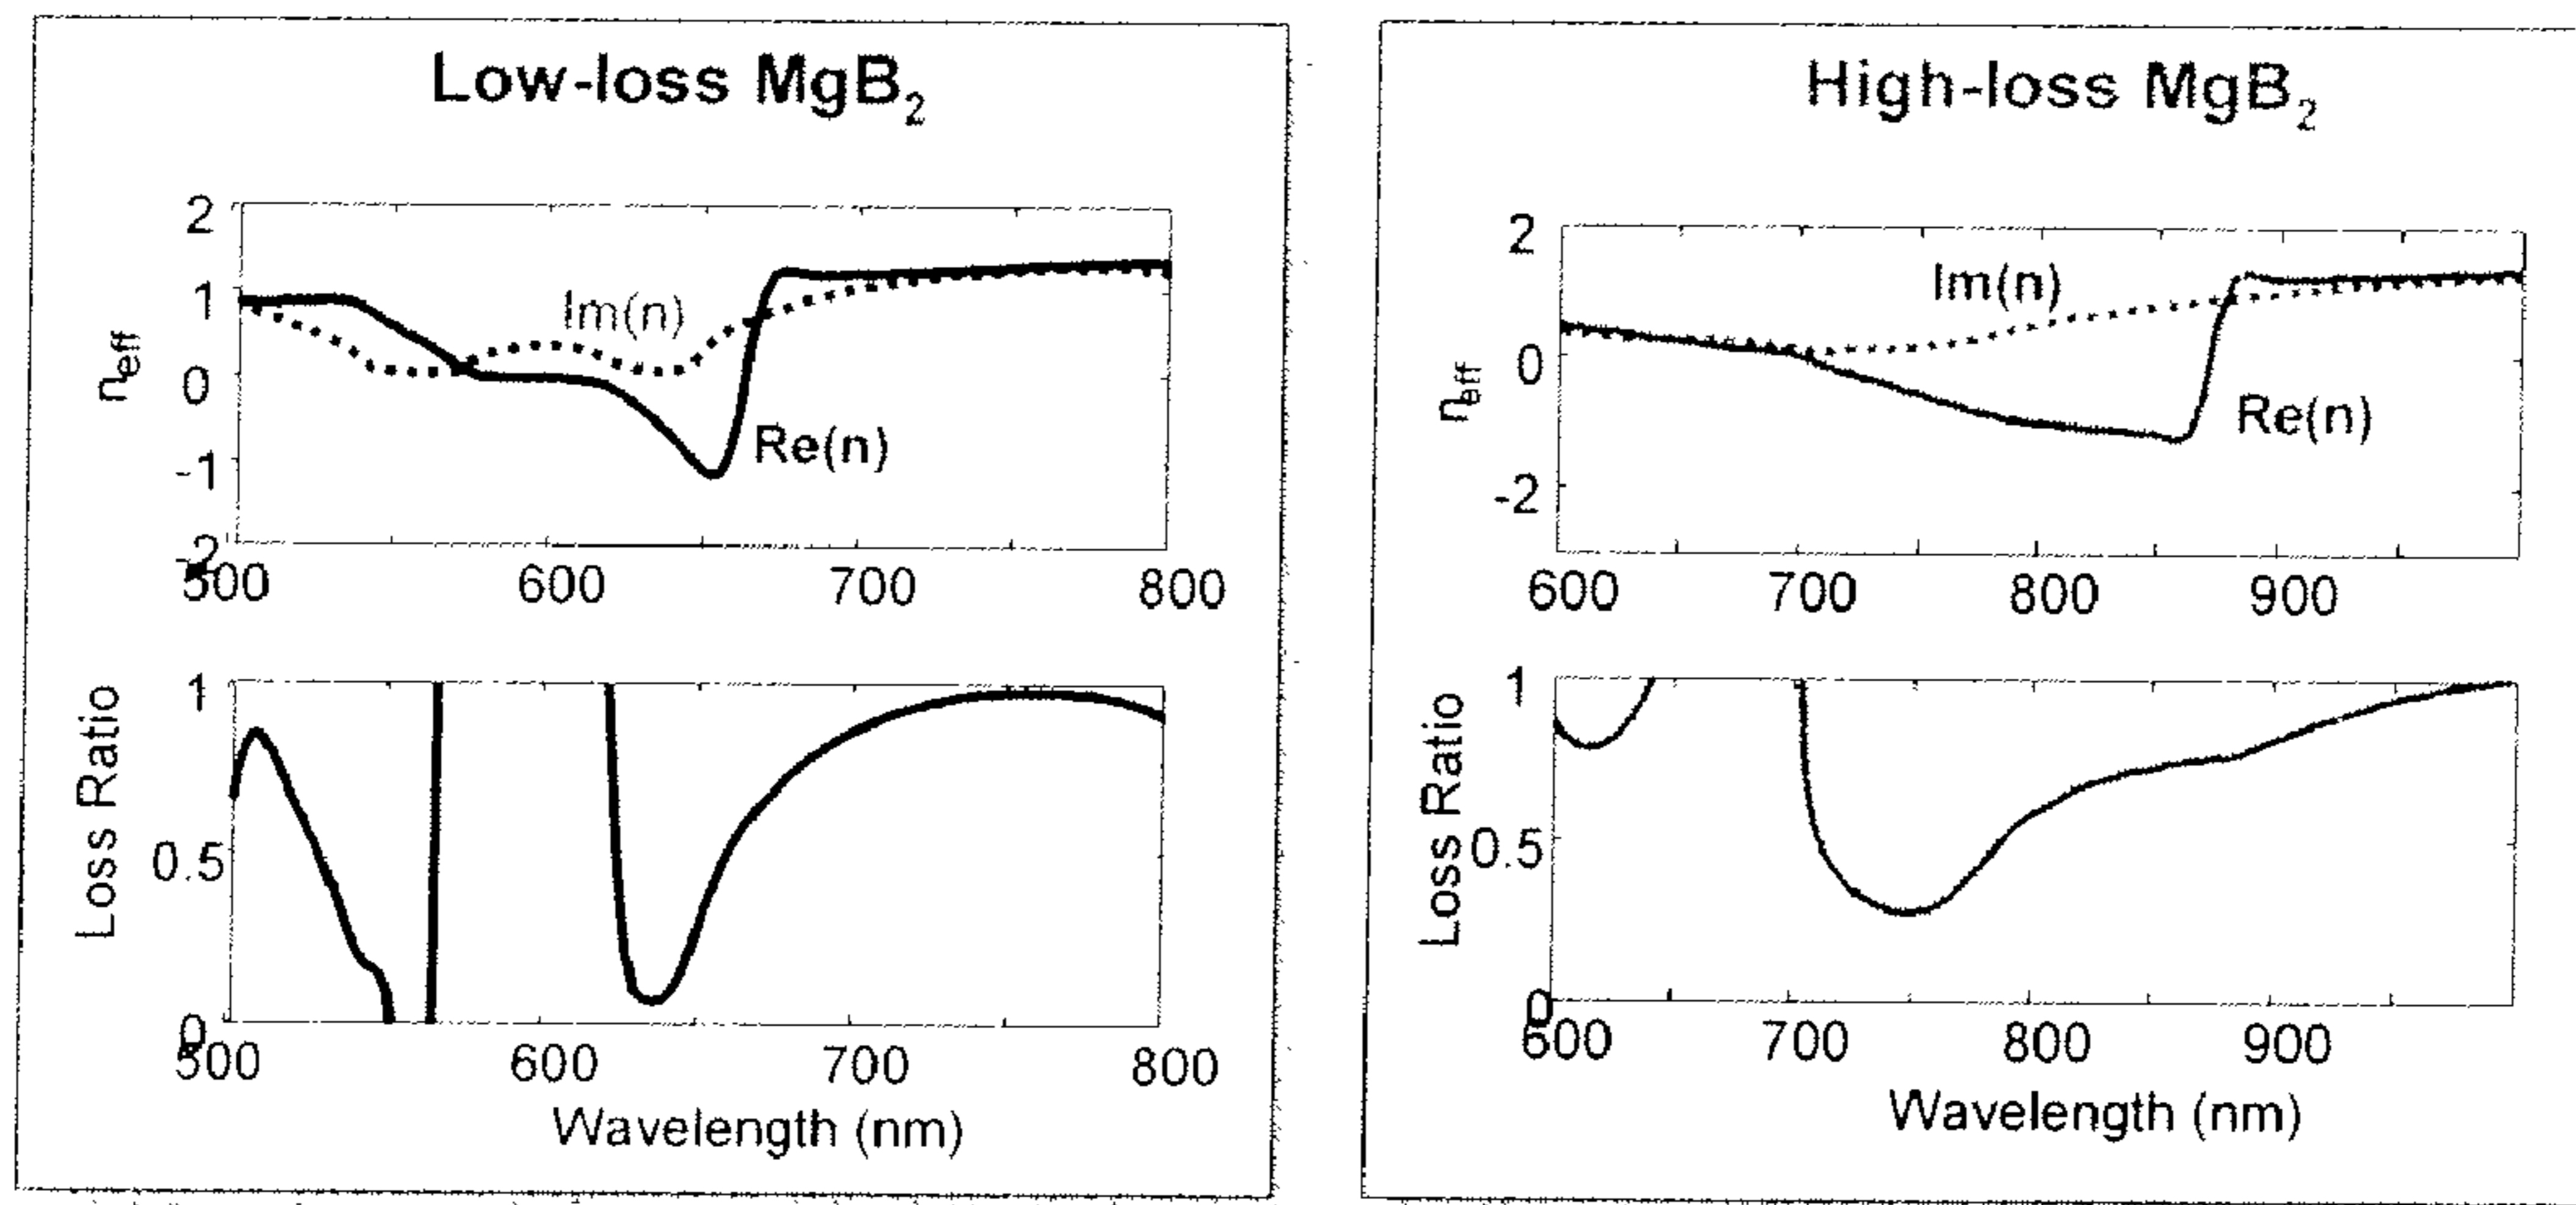 Low-loss MgB₂
2
1
0
-1
-2
n_eff
Im(n)
Re(n)
500 600 700 800
1
0.5
0
Loss Ratio
500 600 700 800
Wavelength (nm)
High-loss MgB₂
2
0
-2
n_eff
Im(n)
Re(n)
600 700 800 900
1
0.5
0
Loss Ratio
600 700 800 900
Wavelength (nm)